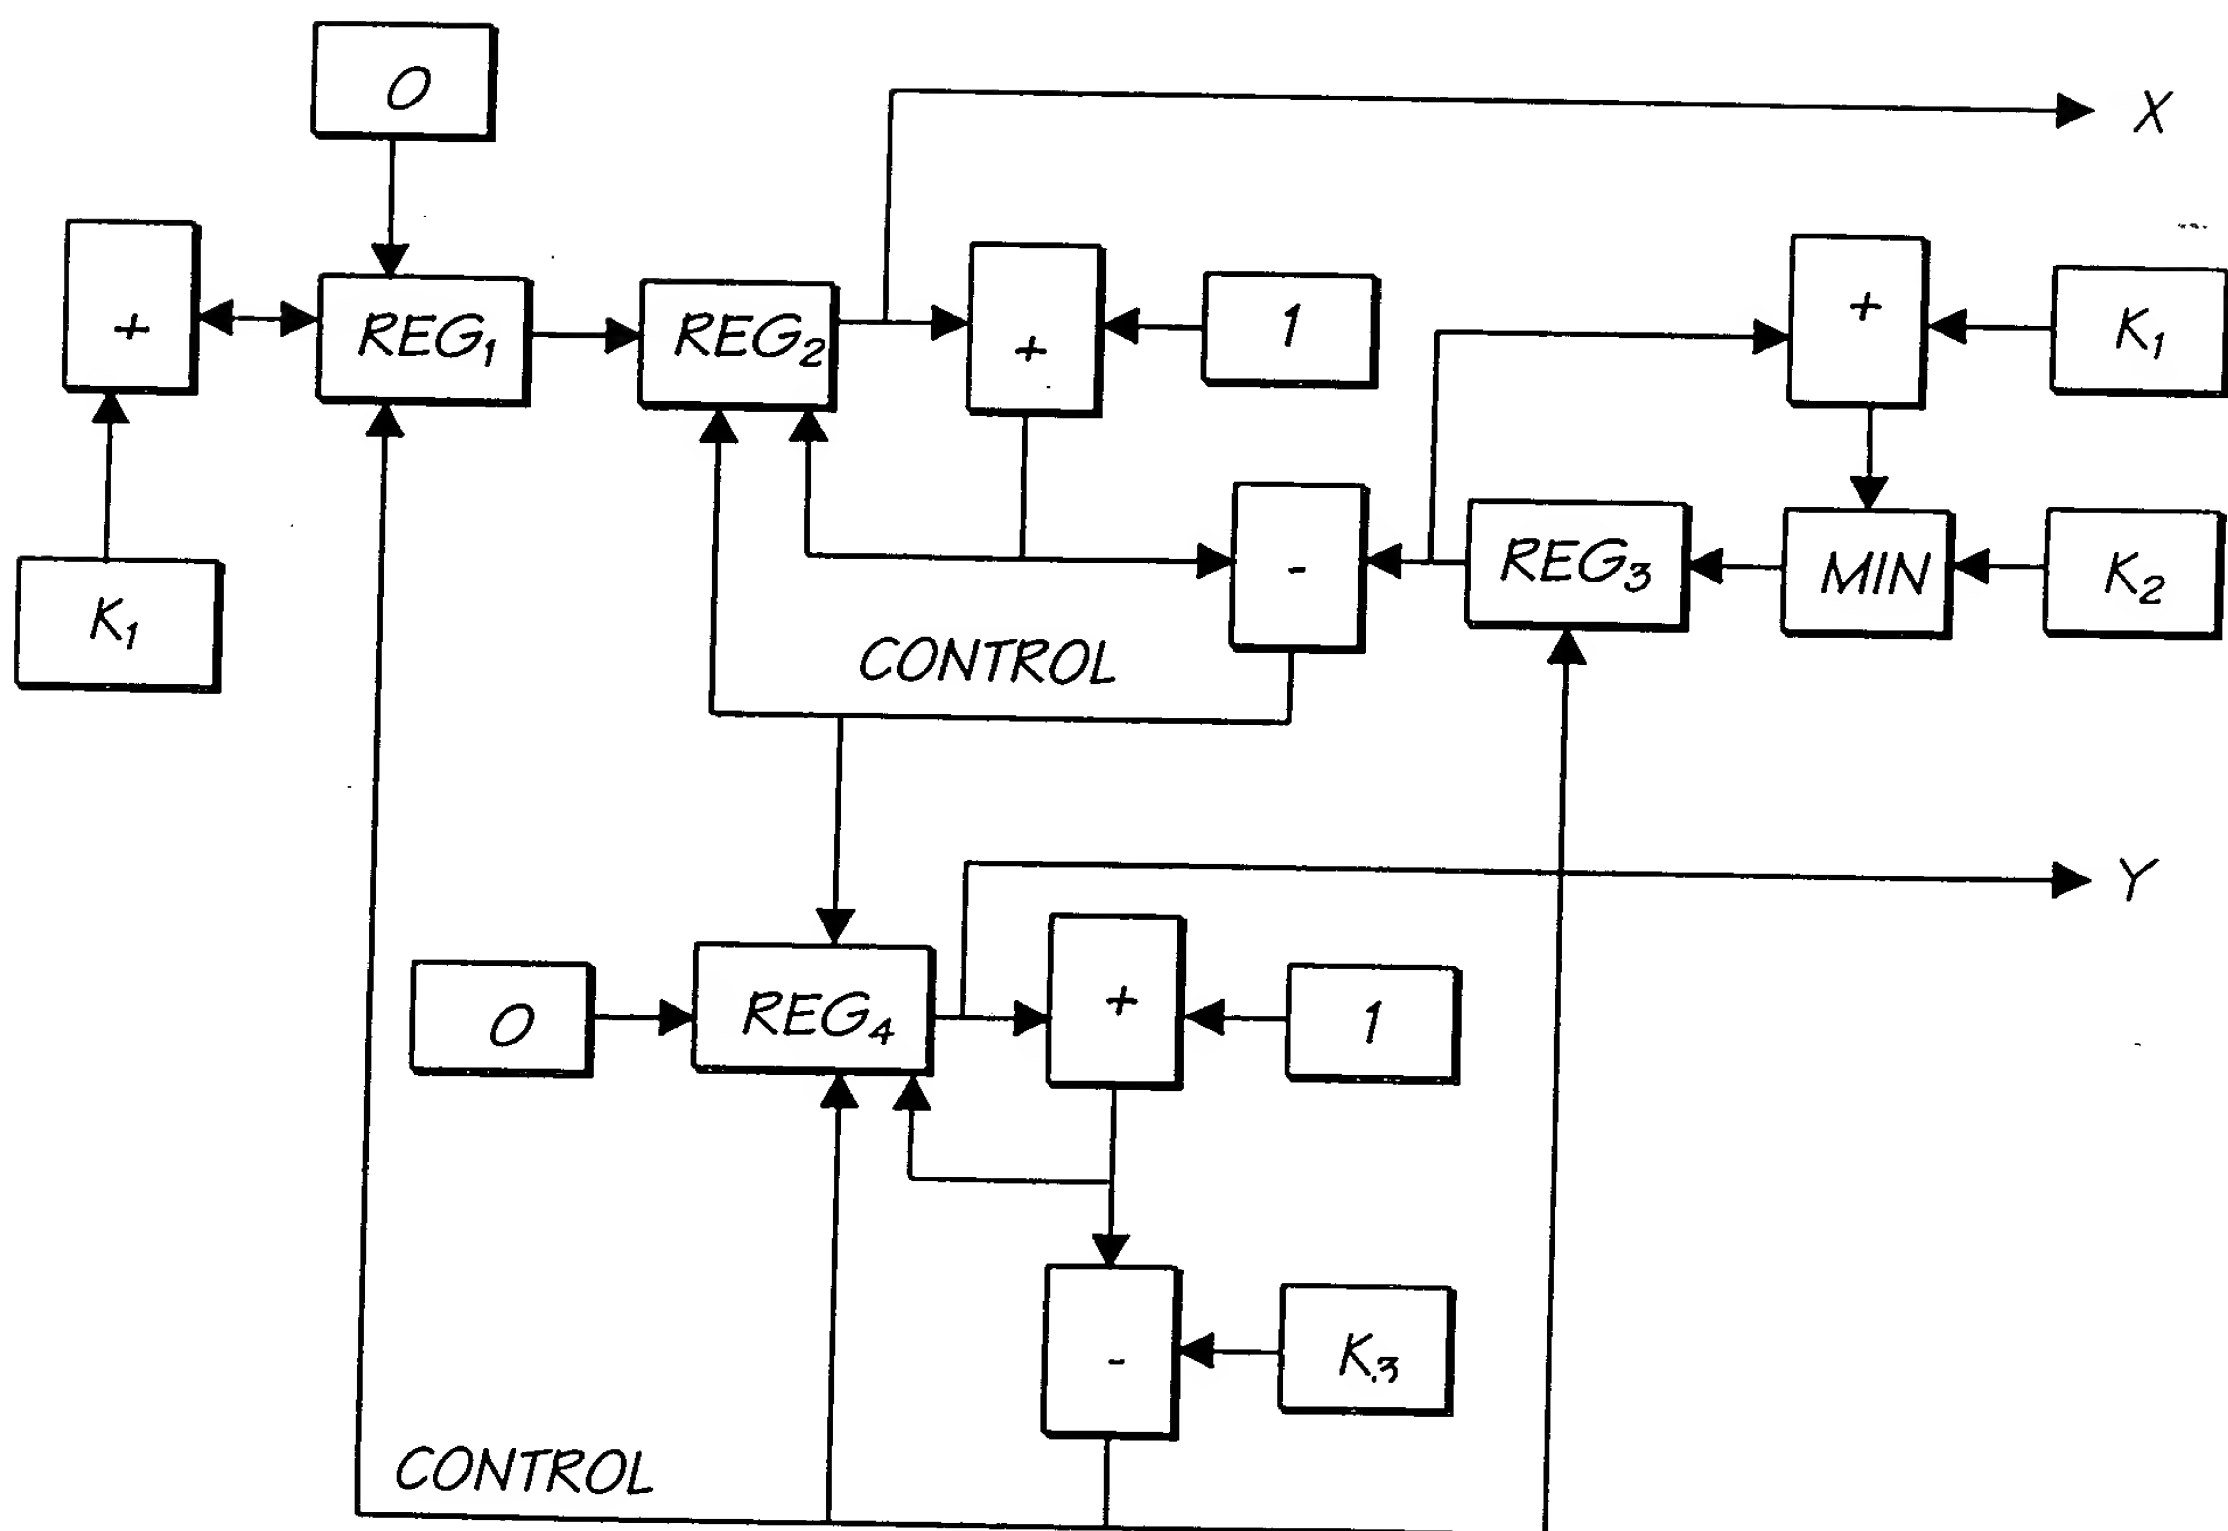 0
X
+
REG1
REG2
+
1
+
K1
K1
-
REG3
MIN
K2
CONTROL
Y
0
REG4
+
1
-
K3
CONTROL